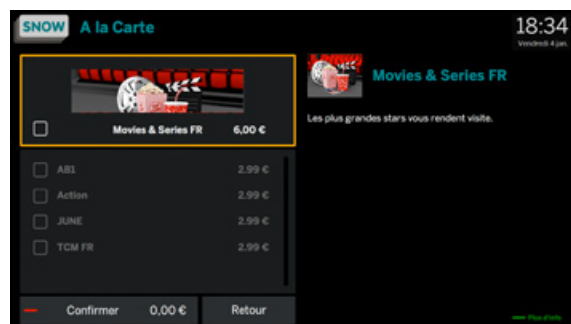 SNOW A la Carte
18:34
Vendredi 4 jan.
Movies & Series FR 6,00 €
AB1 2.99 €
Action 2.99 €
JUNE 2.99 €
TCM FR 2.99 €
Confirmer 0,00 € Retour
Movies & Series FR
Les plus grandes stars vous rendent visite.
Plus d'info